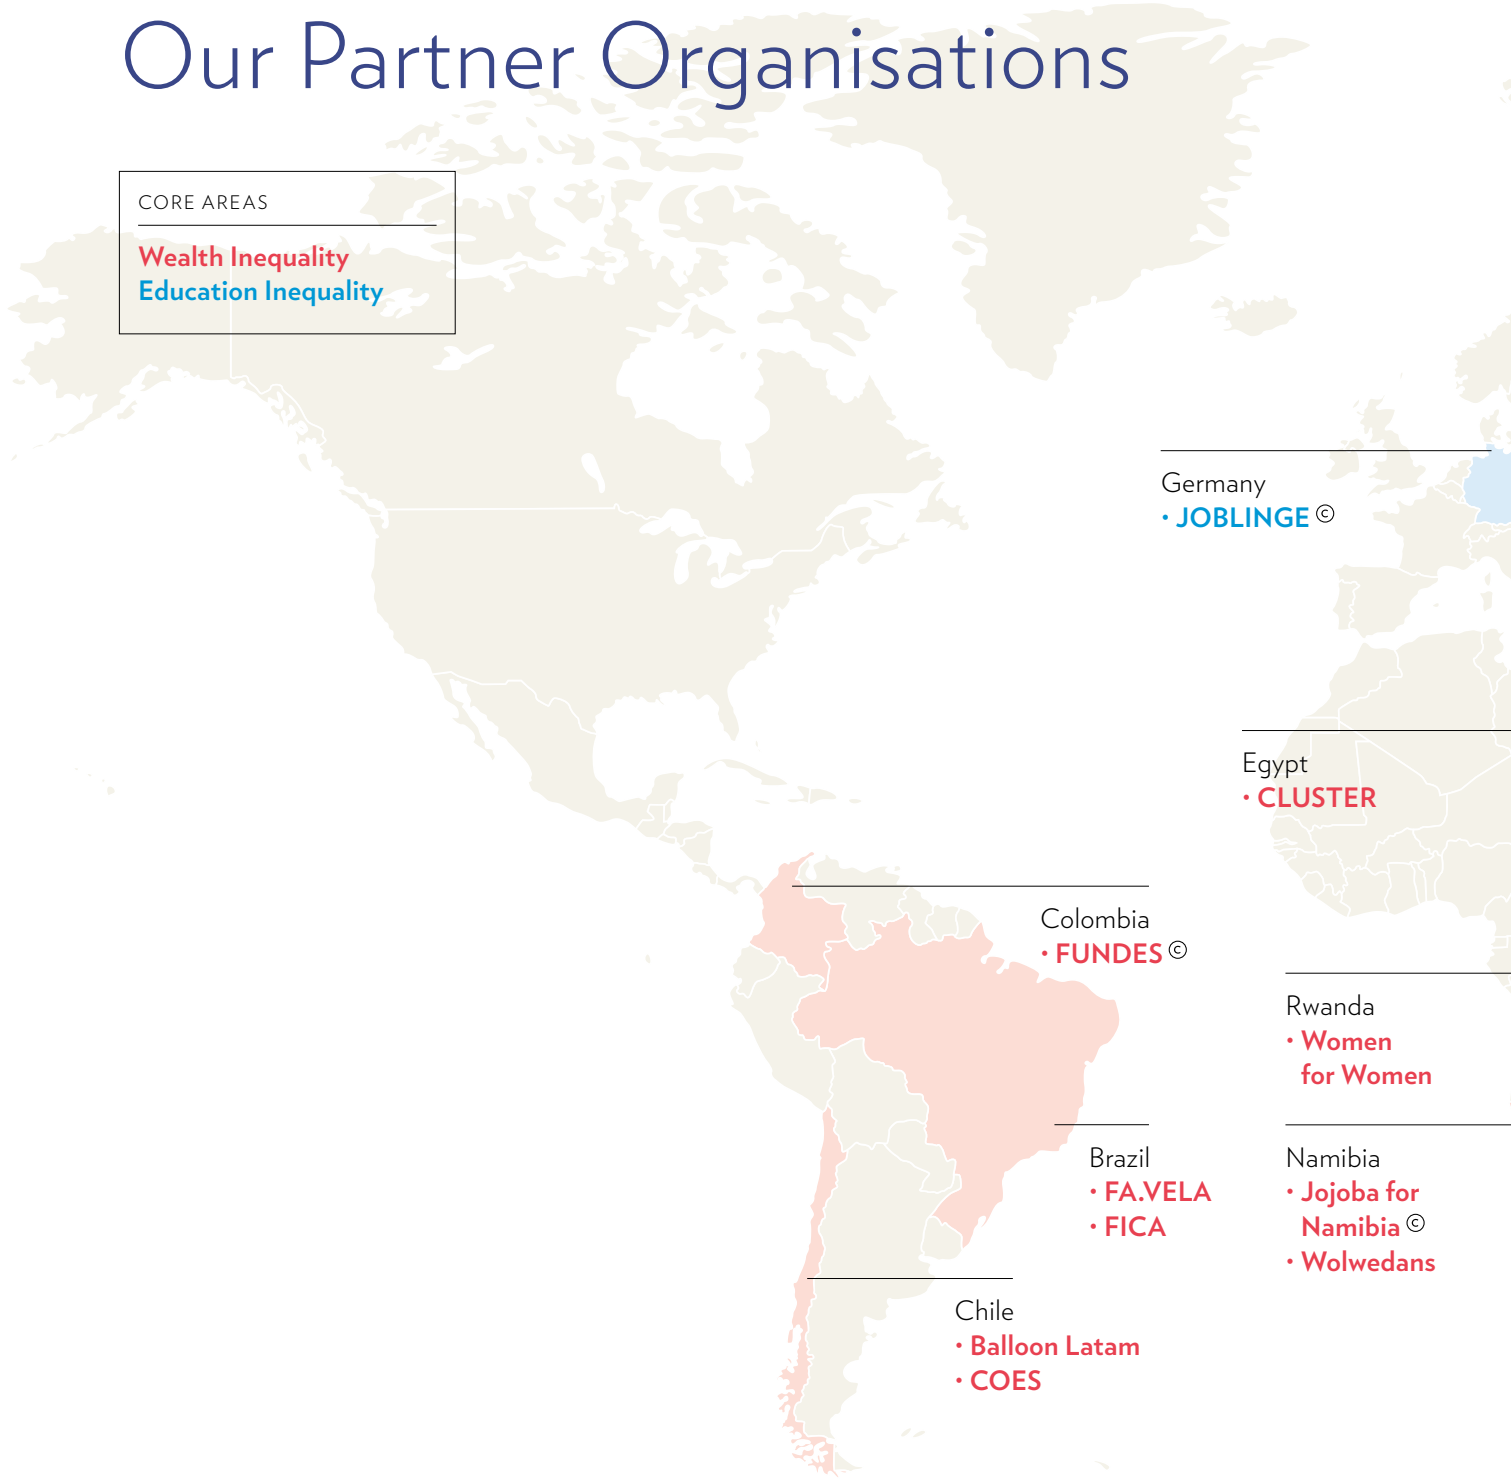 Our Partner Organisations
CORE AREAS
Wealth Inequality
Education Inequality
Germany
• JOBLINGE ©
Egypt
• CLUSTER
Colombia
• FUNDES ©
Rwanda
• Women
for Women
Brazil
• FA.VELA
• FICA
Namibia
• Jojoba for
Namibia ©
• Wolwedans
Chile
• Balloon Latam
• COES